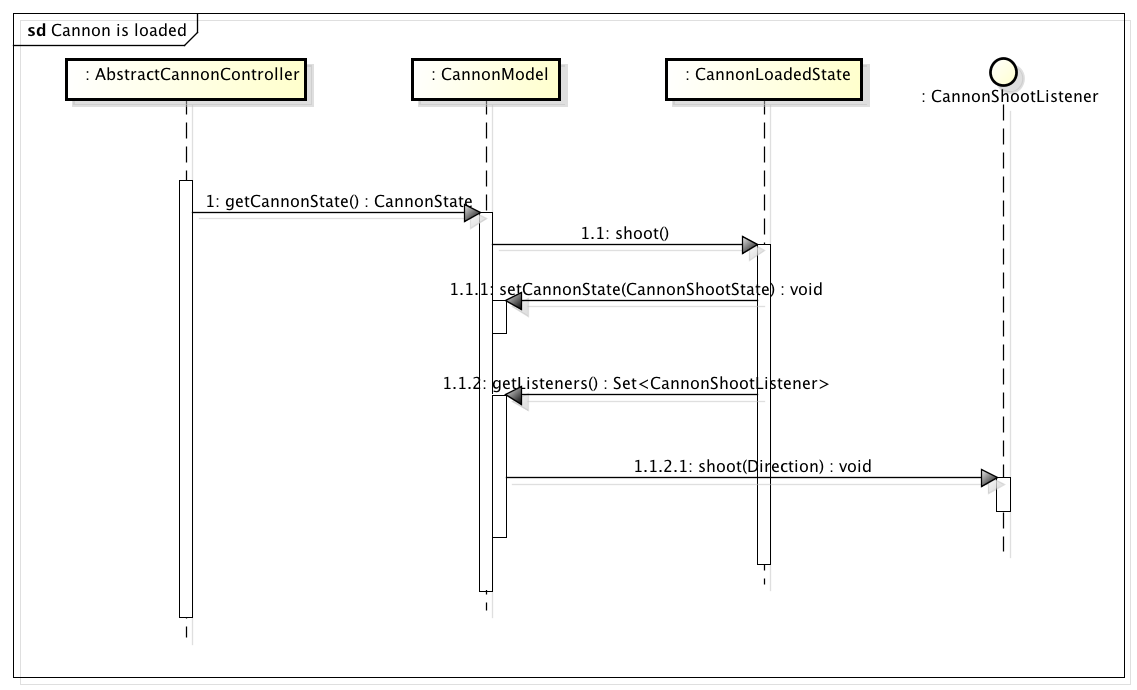 sd Cannon is loaded
: AbstractCannonController
: CannonModel
: CannonLoadedState
: CannonShootListener
1: getCannonState() : CannonState
1.1: shoot()
1.1.1: setCannonState(CannonShootState) : void
1.1.2: getListeners() : Set<CannonShootListener>
1.1.2.1: shoot(Direction) : void